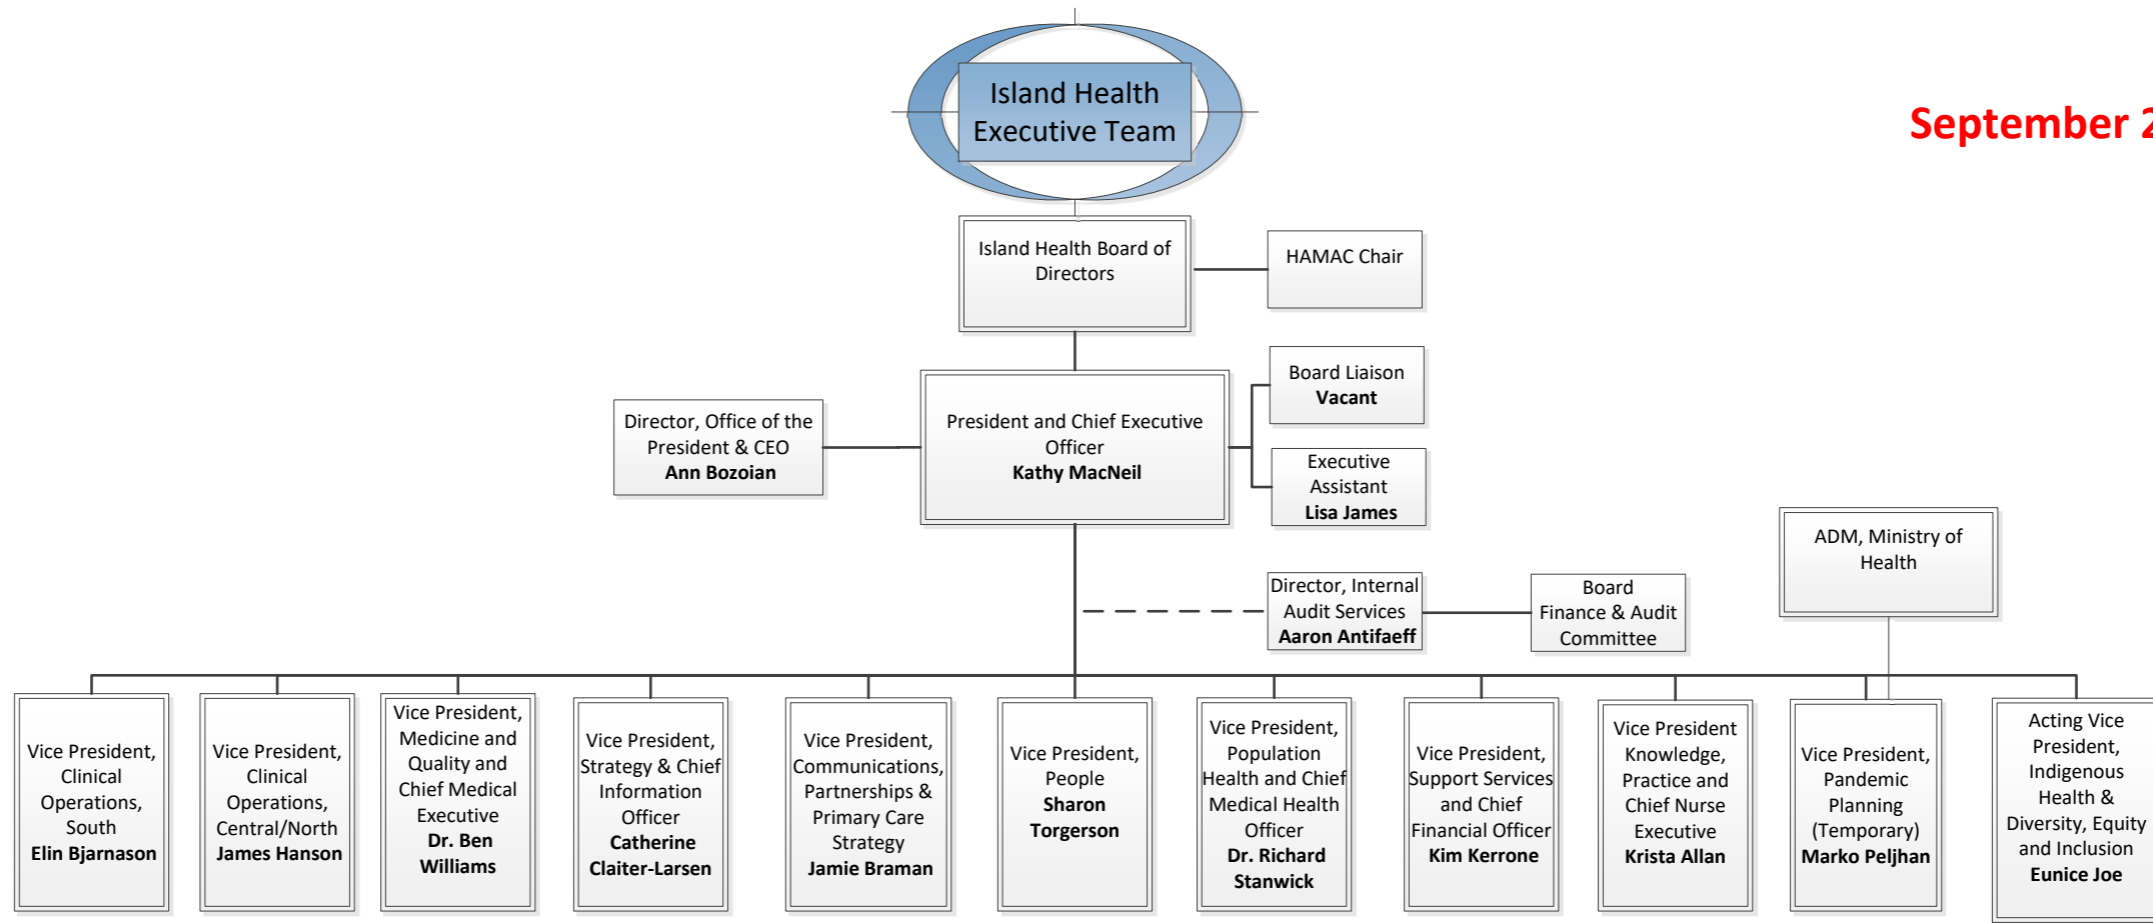 Island Health
Executive Team
September 2
Island Health Board of
Directors
HAMAC Chair
Board Liaison
Vacant
Director, Office of the
President & CEO
Ann Bozoian
President and Chief Executive
Officer
Kathy MacNeil
Executive
Assistant
Lisa James
ADM, Ministry of
Health
Director, Internal
Audit Services
Aaron Antifaeff
Board
Finance & Audit
Committee
Vice President,
Clinical
Operations,
South
Elin Bjarnason
Vice President,
Clinical
Operations,
Central/North
James Hanson
Vice President,
Medicine and
Quality and
Chief Medical
Executive
Dr. Ben
Williams
Vice President,
Strategy & Chief
Information
Officer
Catherine
Claiter-Larsen
Vice President,
Communications,
Partnerships &
Primary Care
Strategy
Jamie Braman
Vice President,
People
Sharon
Torgerson
Vice President,
Population
Health and Chief
Medical Health
Officer
Dr. Richard
Stanwick
Vice President,
Support Services
and Chief
Financial Officer
Kim Kerrone
Vice President
Knowledge,
Practice and
Chief Nurse
Executive
Krista Allan
Vice President,
Pandemic
Planning
(Temporary)
Marko Peljhan
Acting Vice
President,
Indigenous
Health &
Diversity, Equity
and Inclusion
Eunice Joe